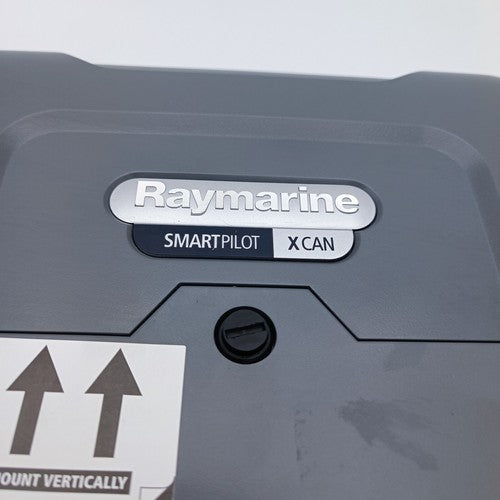 Raymarine
SMARTPILOT X CAN
MOUNT VERTICALLY